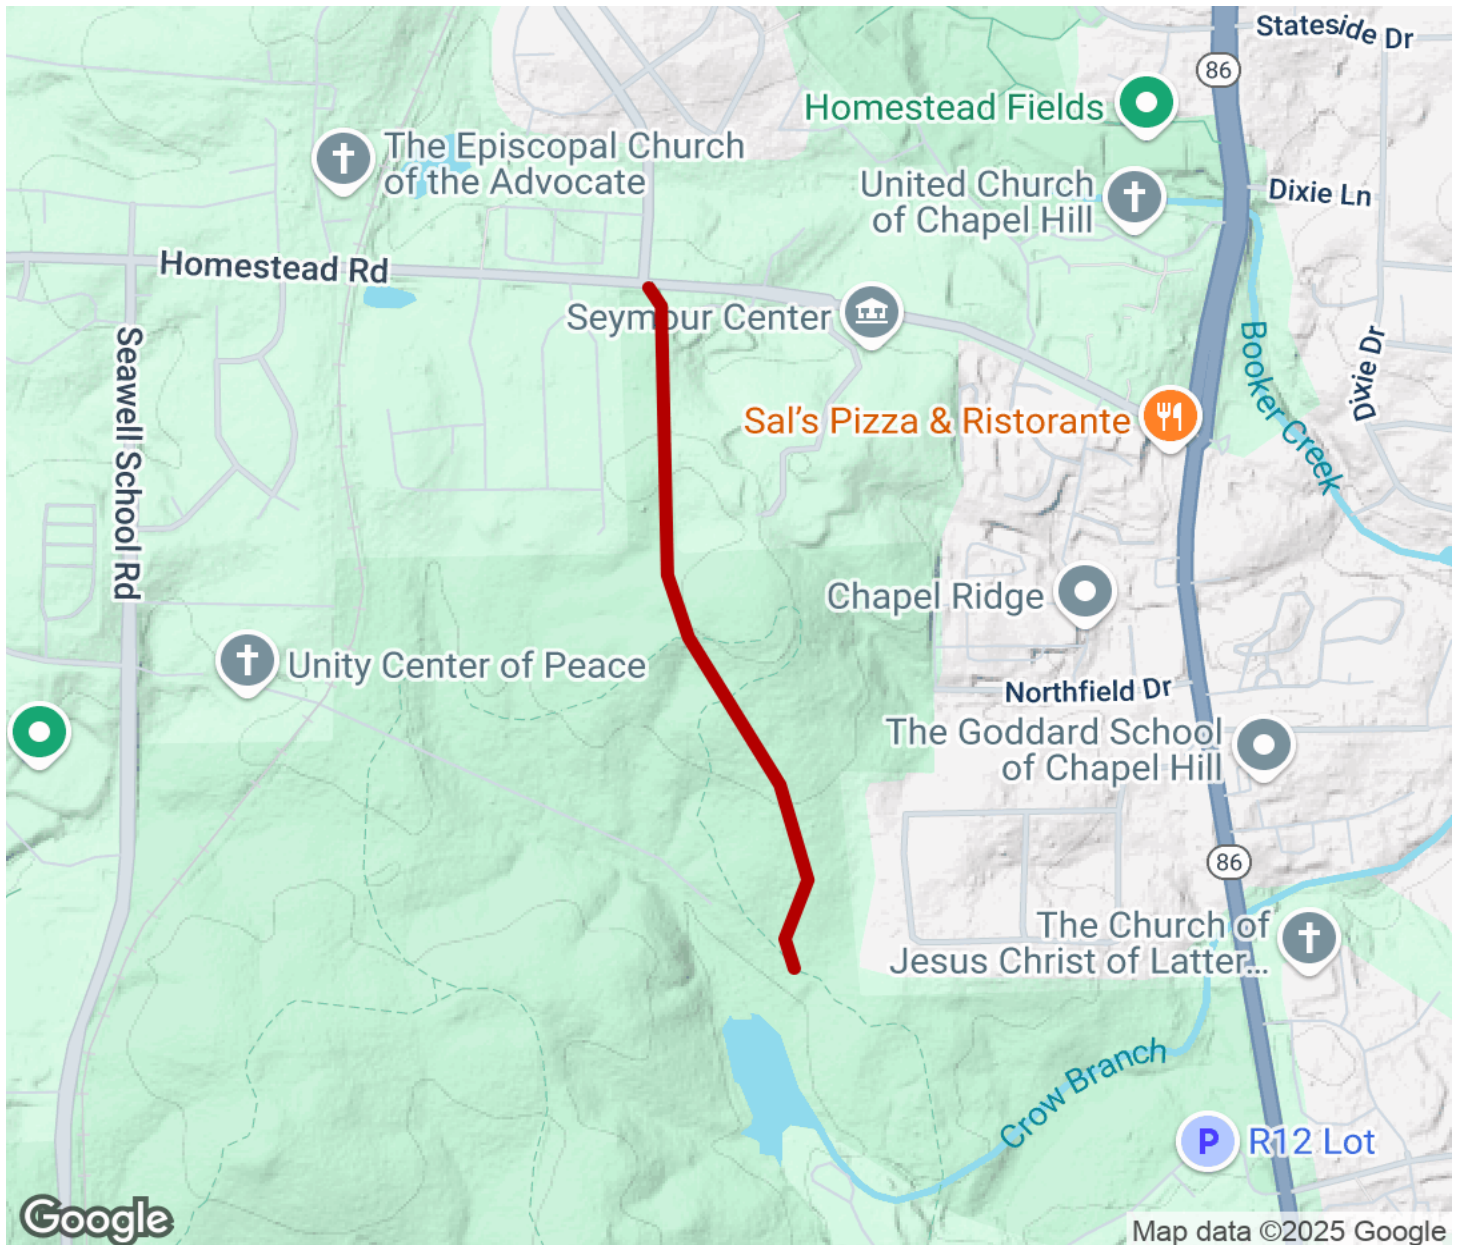 Stateside Dr
86
Homestead Fields
The Episcopal Church
of the Advocate
United Church
of Chapel Hill
Dixie Ln
Homestead Rd
Seymour Center
Booker Creek
Dixie Dr
Seawell School Rd
Sal's Pizza & Ristorante
Chapel Ridge
Unity Center of Peace
Northfield Dr
The Goddard School
of Chapel Hill
86
The Church of
Jesus Christ of Latter...
Crow Branch
P
R12 Lot
Google
Map data ©2025 Google